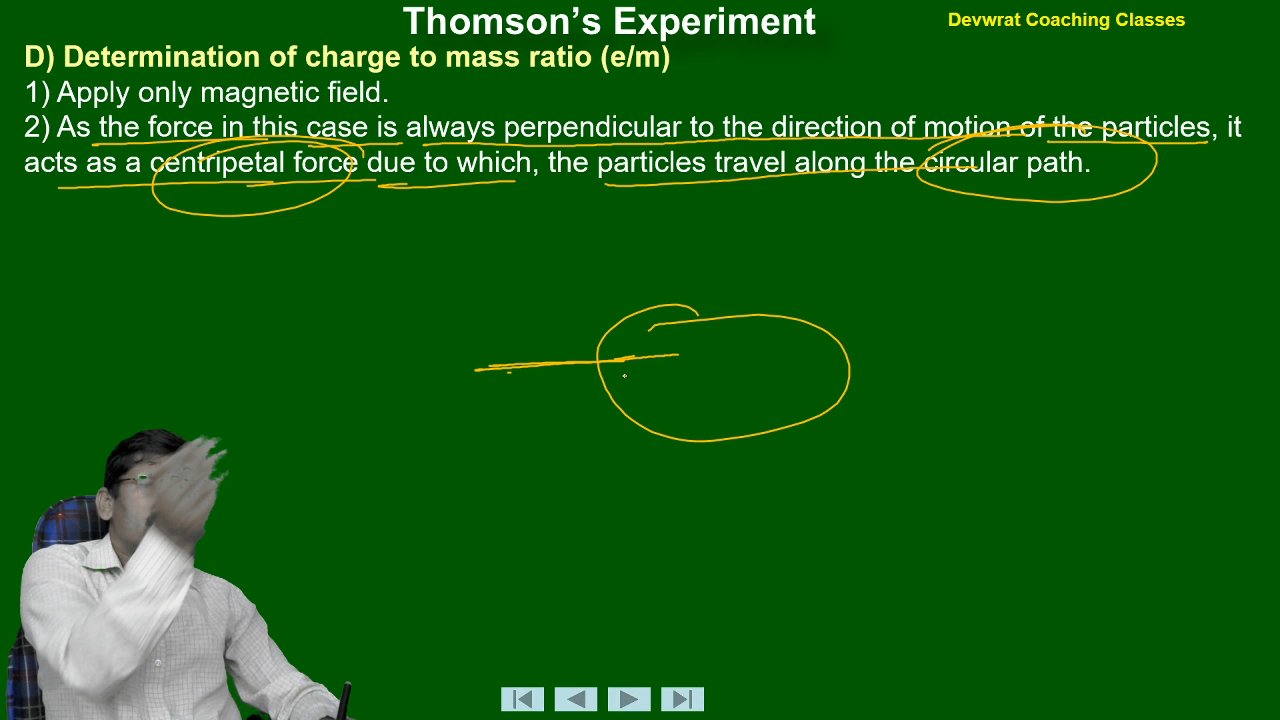 Thomson's Experiment
Devwrat Coaching Classes
D) Determination of charge to mass ratio (e/m)
1) Apply only magnetic field.
2) As the force in this case is always perpendicular to the direction of motion of the particles, it
acts as a centripetal force due to which, the particles travel along the circular path.